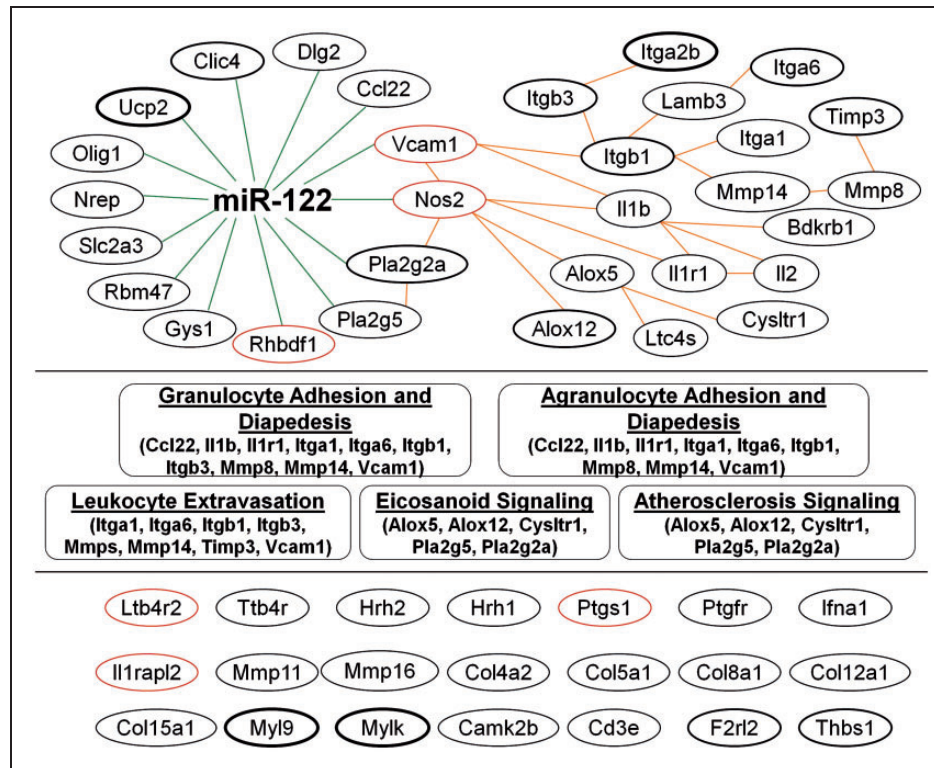 Dlg2
Itga2b
Clic4
Itga6
Ccl22
Itgb3
Lamb3
Ucp2
Timp3
Vcam1
Itga1
Olig1
Itgb1
miR-122
Nrep
Nos2
Mmp14
Mmp8
Il1b
Bdkrb1
Slc2a3
Pla2g2a
Alox5
Il1r1
Il2
Rbm47
Pla2g5
Cysltr1
Gys1
Rhbdf1
Alox12
Ltc4s
Granulocyte Adhesion and
Diapedesis
(Ccl22, Il1b, Il1r1, Itga1, Itga6, Itgb1,
Itgb3, Mmp8, Mmp14, Vcam1)
Agranulocyte Adhesion and
Diapedesis
(Ccl22, Il1b, Il1r1, Itga1, Itga6, Itgb1,
Mmp8, Mmp14, Vcam1)
Leukocyte Extravasation
(Itga1, Itga6, Itgb1, Itgb3,
Mmps, Mmp14, Timp3, Vcam1)
Eicosanoid Signaling
(Alox5, Alox12, Cysltr1,
Pla2g5, Pla2g2a)
Atherosclerosis Signaling
(Alox5, Alox12, Cysltr1,
Pla2g5, Pla2g2a)
Ltb4r2 Ttb4r Hrh2 Hrh1 Ptgs1 Ptgfr Ifna1
Il1rapl2 Mmp11 Mmp16 Col4a2 Col5a1 Col8a1 Col12a1
Col15a1 Myl9 Mylk Camk2b Cd3e F2rl2 Thbs1